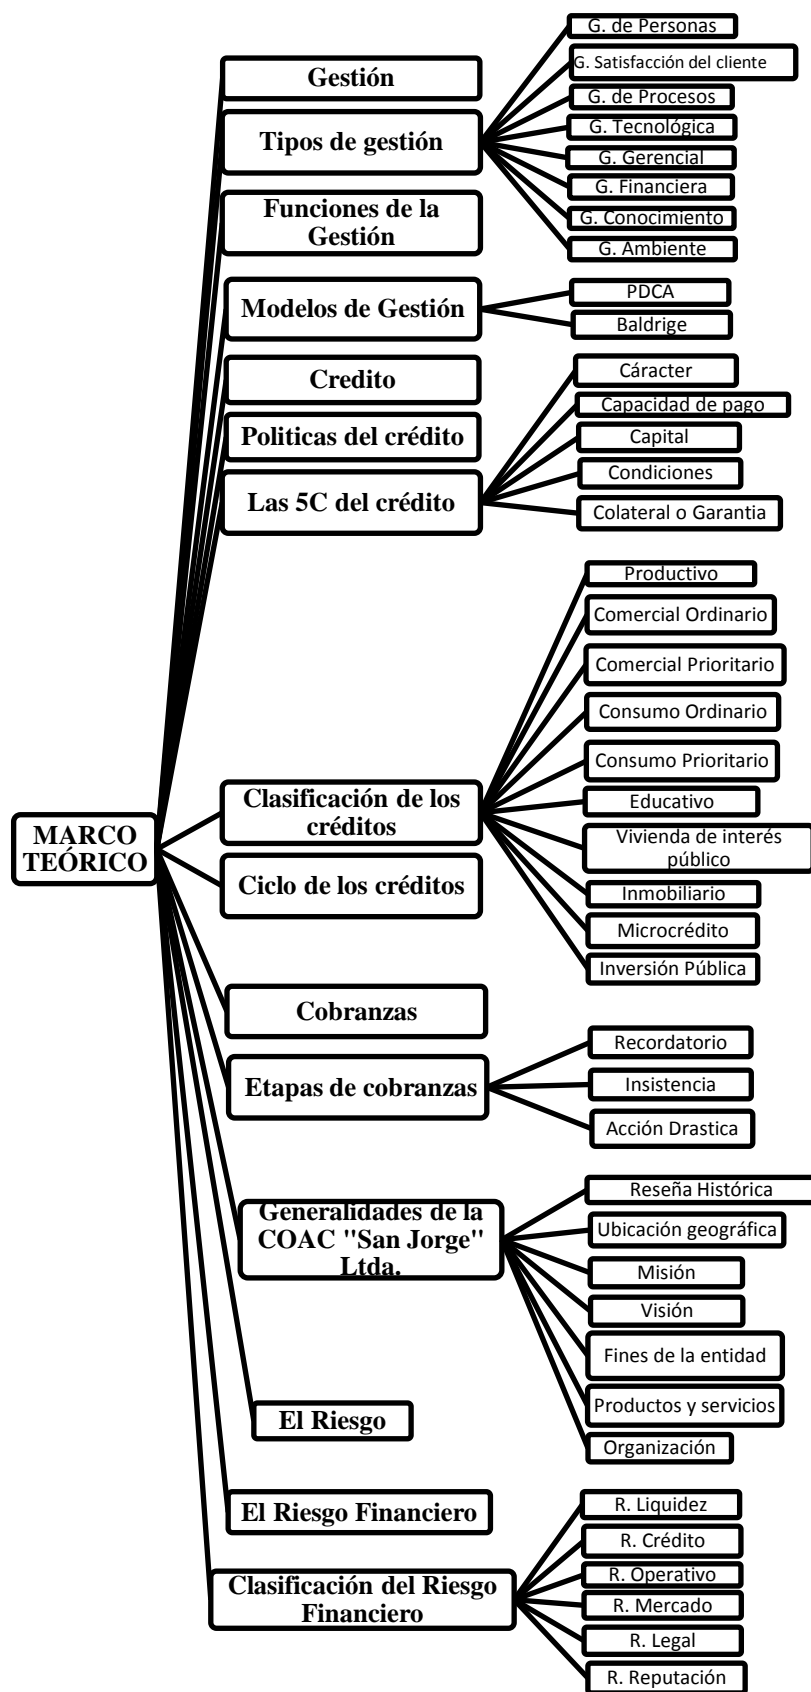 MARCO
TEÓRICO
Gestión
Tipos de gestión
G. de Personas
G. Satisfacción del cliente
G. de Procesos
G. Tecnológica
G. Gerencial
G. Financiera
G. Conocimiento
G. Ambiente
Funciones de la
Gestión
Modelos de Gestión
PDCA
Baldrige
Credito
Politicas del crédito
Las 5C del crédito
Cáracter
Capacidad de pago
Capital
Condiciones
Colateral o Garantia
Clasificación de los
créditos
Productivo
Comercial Ordinario
Comercial Prioritario
Consumo Ordinario
Consumo Prioritario
Educativo
Vivienda de interés
público
Inmobiliario
Microcrédito
Inversión Pública
Ciclo de los créditos
Cobranzas
Etapas de cobranzas
Recordatorio
Insistencia
Acción Drastica
Generalidades de la
COAC "San Jorge"
Ltda.
Reseña Histórica
Ubicación geográfica
Misión
Visión
Fines de la entidad
Productos y servicios
Organización
El Riesgo
El Riesgo Financiero
Clasificación del Riesgo
Financiero
R. Liquidez
R. Crédito
R. Operativo
R. Mercado
R. Legal
R. Reputación